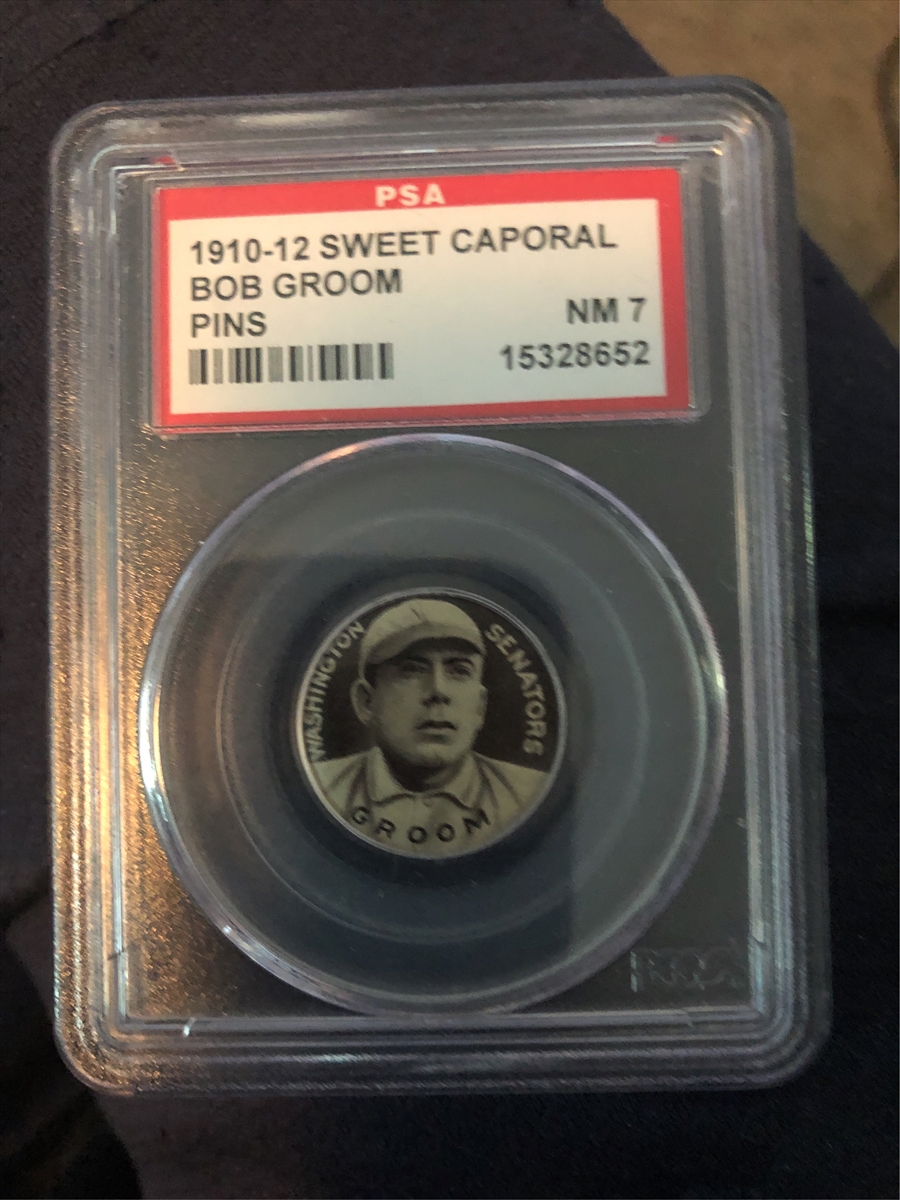 PSA
1910-12 SWEET CAPORAL
BOB GROOM
PINS
NM 7
15328652
WASHINGTON
SENATORS
GROOM